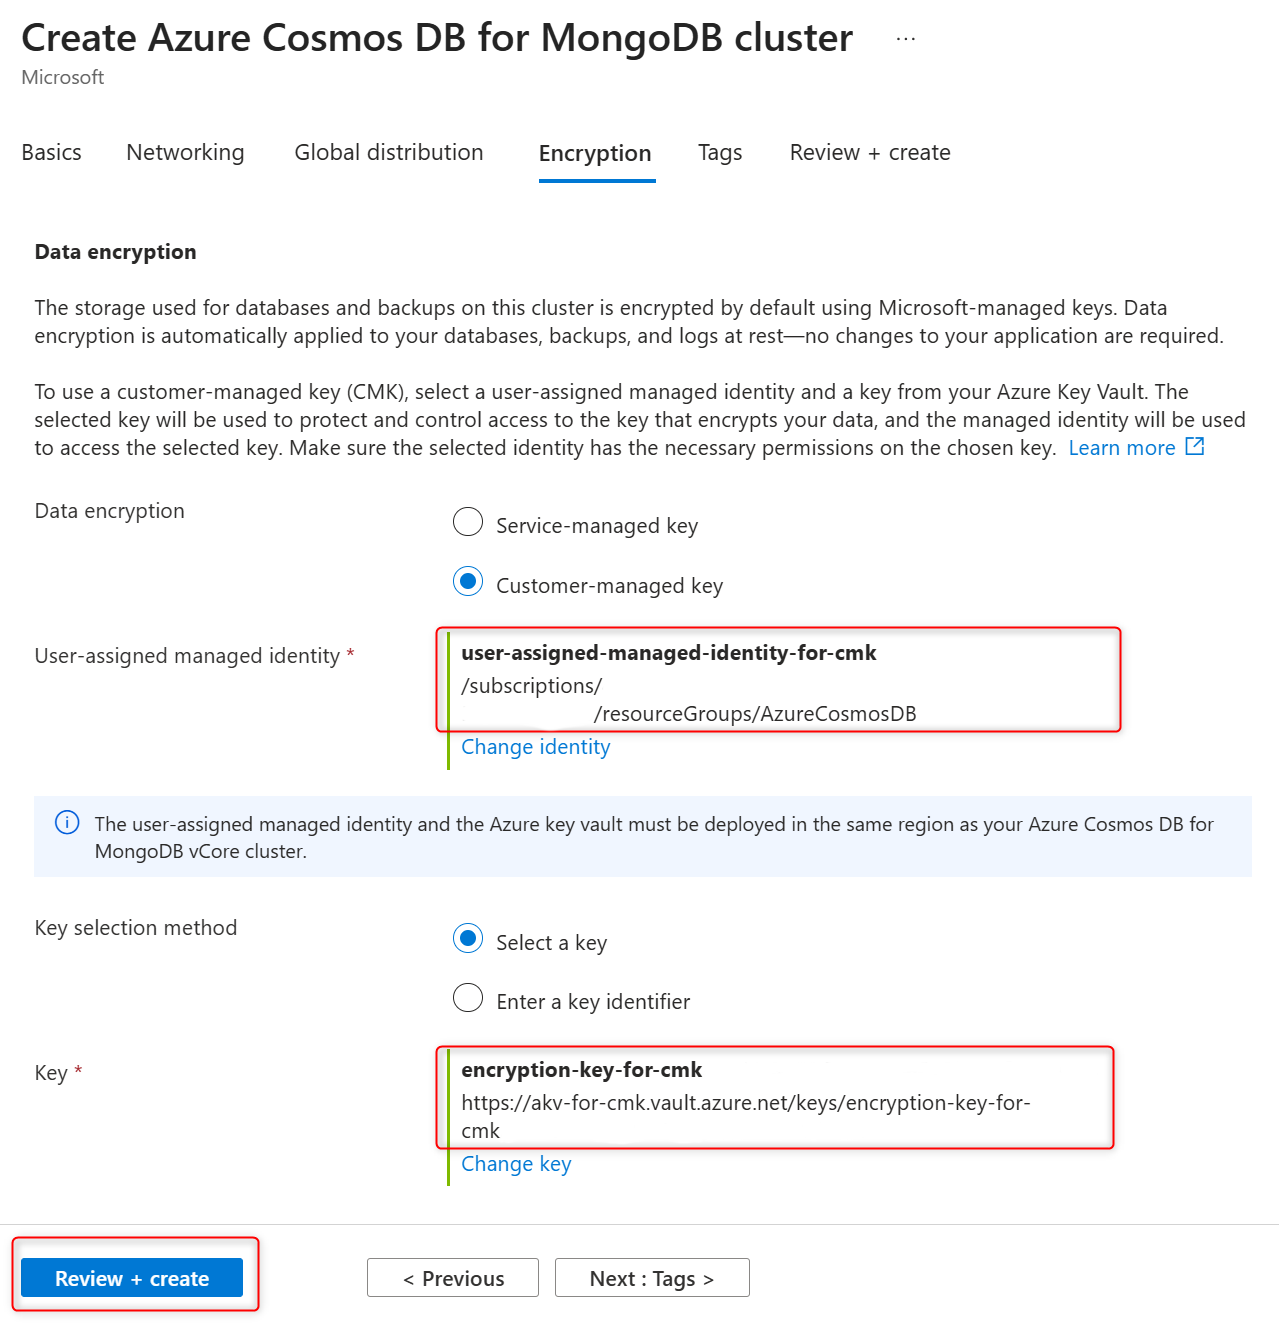 Create Azure Cosmos DB for MongoDB cluster ...
Microsoft
Basics Networking Global distribution Encryption Tags Review + create
Data encryption
The storage used for databases and backups on this cluster is encrypted by default using Microsoft-managed keys. Data
encryption is automatically applied to your databases, backups, and logs at rest—no changes to your application are required.
To use a customer-managed key (CMK), select a user-assigned managed identity and a key from your Azure Key Vault. The
selected key will be used to protect and control access to the key that encrypts your data, and the managed identity will be used
to access the selected key. Make sure the selected identity has the necessary permissions on the chosen key. Learn more
Data encryption
Service-managed key
Customer-managed key
User-assigned managed identity *
user-assigned-managed-identity-for-cmk
/subscriptions/
/resourceGroups/AzureCosmosDB
Change identity
The user-assigned managed identity and the Azure key vault must be deployed in the same region as your Azure Cosmos DB for
MongoDB vCore cluster.
Key selection method
Select a key
Enter a key identifier
Key *
encryption-key-for-cmk
https://akv-for-cmk.vault.azure.net/keys/encryption-key-for-
cmk
Change key
Review + create < Previous Next : Tags >